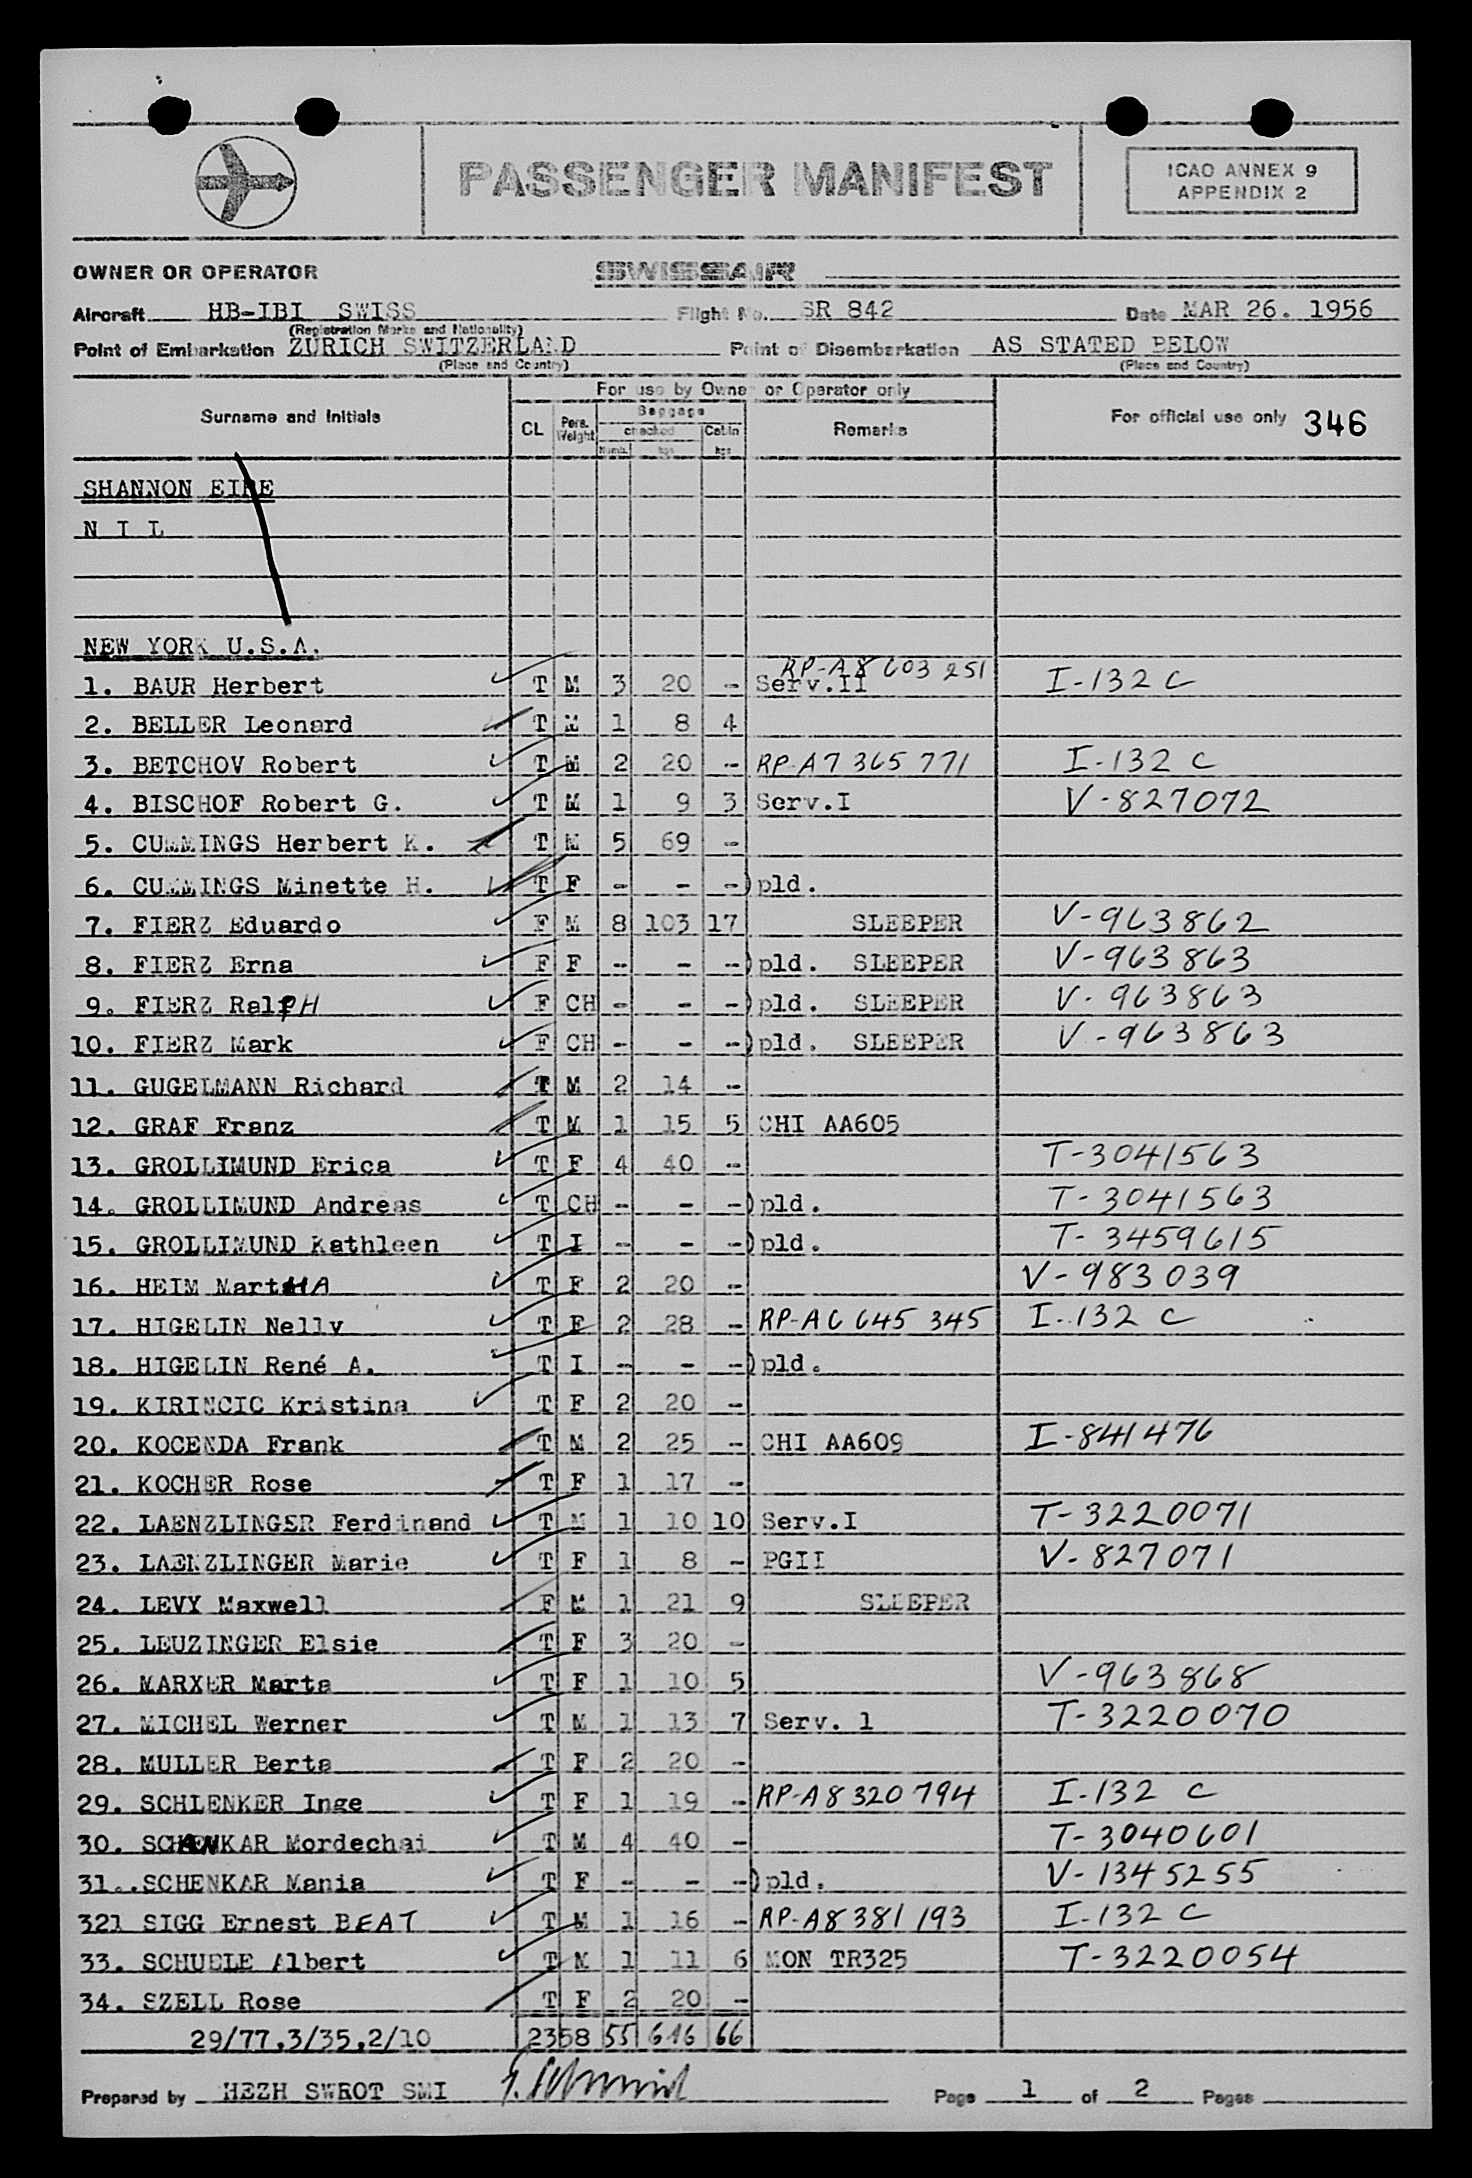 PASSENGER MANIFEST
ICAO ANNEX 9
APPENDIX 2
OWNER OR OPERATOR SWISSAIR
Aircraft HB-IBI SWISS Flight No. SR 842 Date MAR 26. 1956
(Registration Marks and Nationality)
Point of Embarkation ZURICH SWITZERLAND Point of Disembarkation AS STATED BELOW
(Place and Country) (Place and Country)
For use by Owner or Operator only
Surname and Initials CL Pers. Weight Baggage checked Cabin Remarks For official use only 346
Numb. kgs kgs
SHANNON EIRE
N I L
NEW YORK U.S.A.
RP-A8 603 251
1. BAUR Herbert T M 3 20 - Serv.II I-132 C
2. BELLER Leonard T M 1 8 4
3. BETCHOV Robert T M 2 20 - RP-A7 365 771 I-132 C
4. BISCHOF Robert G. T M 1 9 3 Serv.I V-827072
5. CUMMINGS Herbert K. T M 5 69 -
6. CUMMINGS Minette H. T F - - -)pld.
7. FIERZ Eduardo F M 8 103 17 SLEEPER V-963862
8. FIERZ Erna F F - - -)pld. SLEEPER V-963863
9. FIERZ RalPH F CH - - -)pld. SLEEPER V-963863
10. FIERZ Mark F CH - - -)pld. SLEEPER V-963863
11. GUGELMANN Richard T M 2 14 -
12. GRAF Franz T M 1 15 5 CHI AA605
13. GROLLIMUND Erica T F 4 40 - T-3041563
14. GROLLIMUND Andreas T CH - - -)pld. T-3041563
15. GROLLIMUND Kathleen T I - - -)pld. T-3459615
16. HEIM MartHA T F 2 20 - V-983039
17. HIGELIN Nelly T F 2 28 - RP-A6 645 345 I-132 C
18. HIGELIN René A. T I - - -)pld.
19. KIRINCIC Kristina T F 2 20 -
20. KOCENDA Frank T M 2 25 - CHI AA609 I-841476
21. KOCHER Rose T F 1 17 -
22. LAENZLINGER Ferdinand T M 1 10 10 Serv.I T-3220071
23. LAENZLINGER Marie T F 1 8 - PGII V-827071
24. LEVY Maxwell F M 1 21 9 SLEEPER
25. LEUZINGER Elsie T F 3 20 -
26. MARXER Marta T F 1 10 5 V-963868
27. MICHEL Werner T M 1 13 7 Serv. 1 T-3220070
28. MULLER Berta T F 2 20 -
29. SCHLENKER Inge T F 1 19 - RP-A8 320 794 I-132 C
30. SCHANKAR Mordechai T M 4 40 - T-3040601
31..SCHENKAR Mania T F - - -)pld. V-1345255
321 SIGG Ernest BEAT T M 1 16 - RP-A8 381 193 I-132 C
33. SCHUELE Albert T M 1 11 6 MON TR325 T-3220054
34. SZELL Rose T F 2 20 -
29/77.3/35.2/10 2358 55 616 66
Prepared by HEZH SWROT SMI Page 1 of 2 Pages